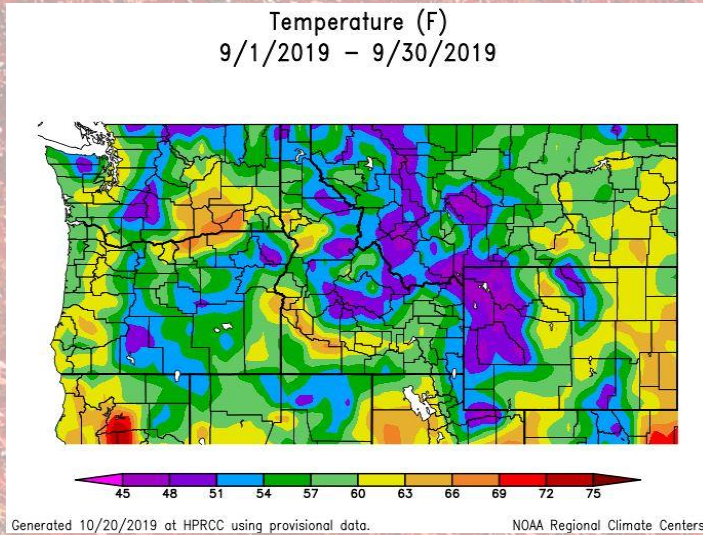 Temperature (F)
9/1/2019 – 9/30/2019
45 48 51 54 57 60 63 66 69 72 75
Generated 10/20/2019 at HPRCC using provisional data.
NOAA Regional Climate Centers